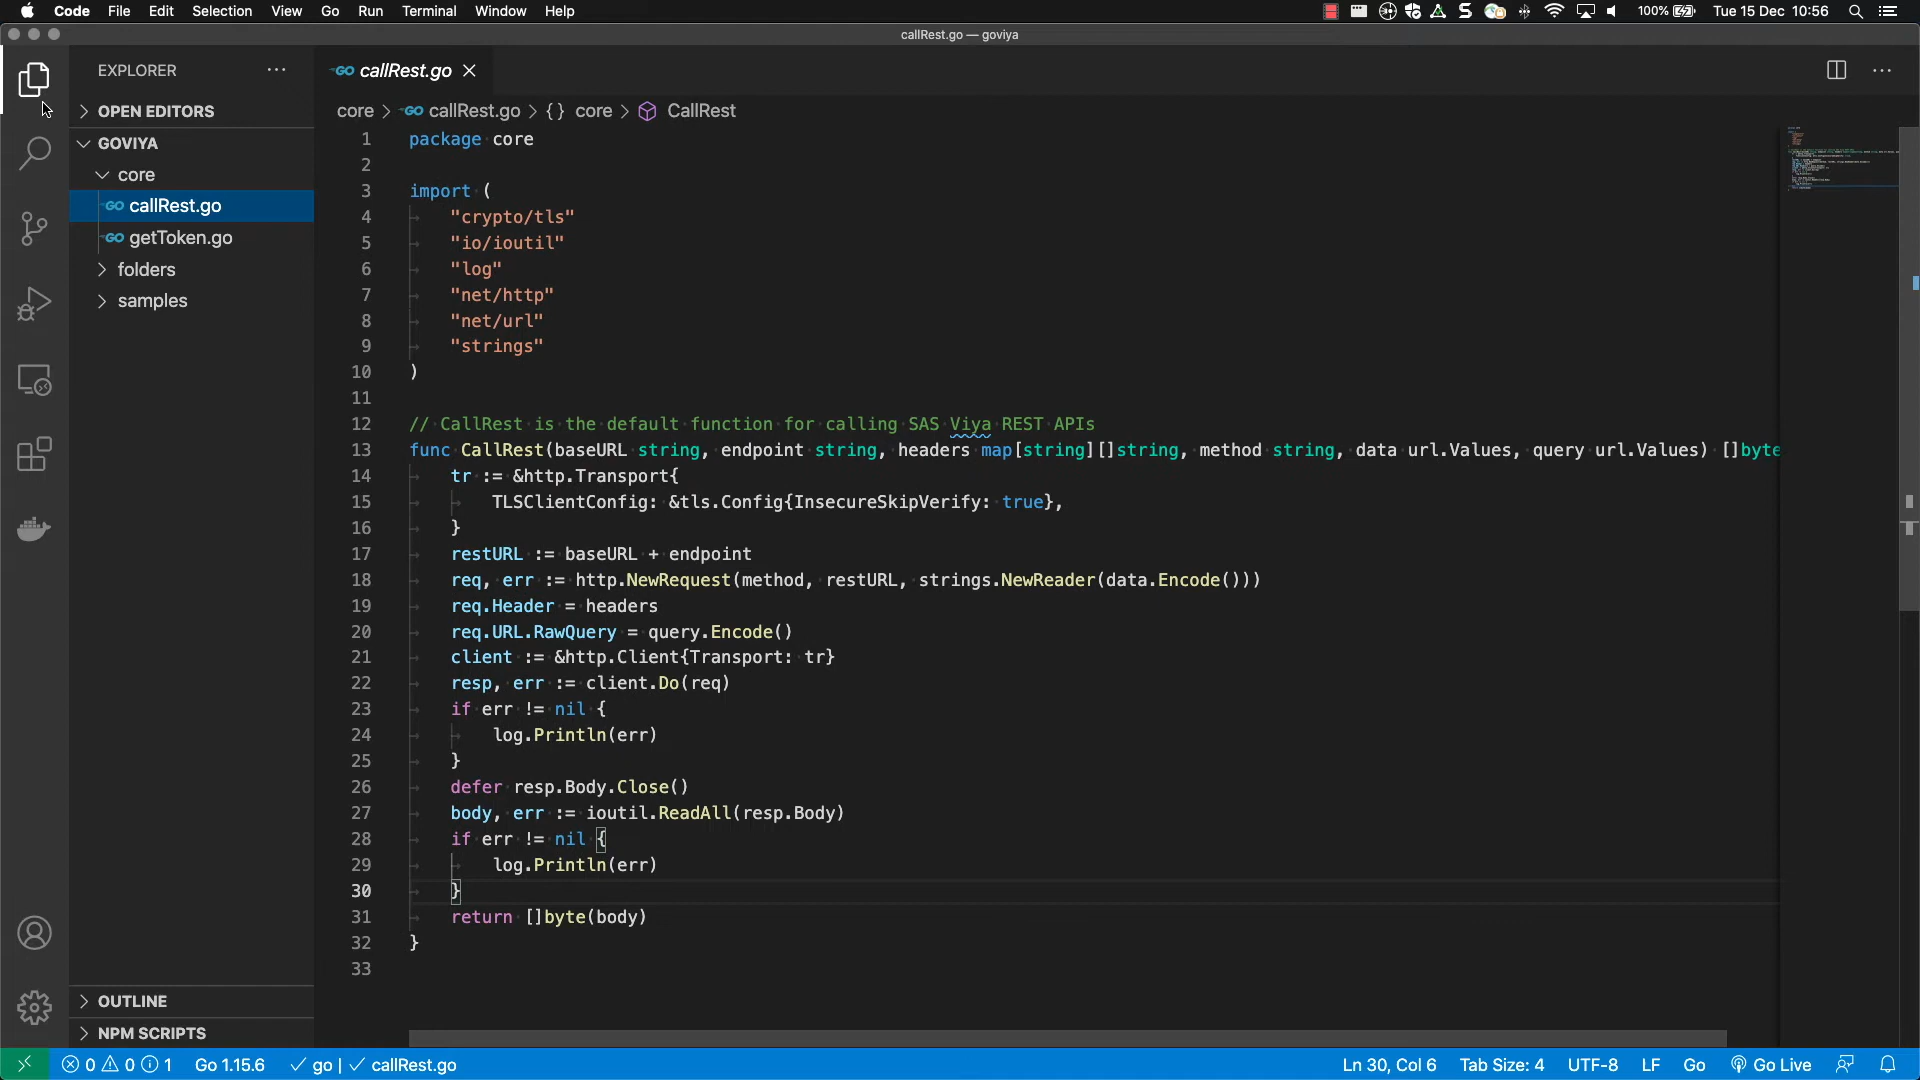 Code File Edit Selection View Go Run Terminal Window Help
100% Tue 15 Dec 10:56
callRest.go — goviya
EXPLORER
OPEN EDITORS
GOVIYA
core
GO callRest.go
GO getToken.go
folders
samples
OUTLINE
NPM SCRIPTS
GO callRest.go
core > GO callRest.go > {} core > CallRest
1 package core
2
3 import (
4 "crypto/tls"
5 "io/ioutil"
6 "log"
7 "net/http"
8 "net/url"
9 "strings"
10 )
11
12 // CallRest is the default function for calling SAS Viya REST APIs
13 func CallRest(baseURL string, endpoint string, headers map[string][]string, method string, data url.Values, query url.Values) []byte
14 tr := &http.Transport{
15 TLSClientConfig: &tls.Config{InsecureSkipVerify: true},
16 }
17 restURL := baseURL + endpoint
18 req, err := http.NewRequest(method, restURL, strings.NewReader(data.Encode()))
19 req.Header = headers
20 req.URL.RawQuery = query.Encode()
21 client := &http.Client{Transport: tr}
22 resp, err := client.Do(req)
23 if err != nil {
24 log.Println(err)
25 }
26 defer resp.Body.Close()
27 body, err := ioutil.ReadAll(resp.Body)
28 if err != nil {
29 log.Println(err)
30 }
31 return []byte(body)
32 }
33
0 0 1 Go 1.15.6 go | callRest.go
Ln 30, Col 6 Tab Size: 4 UTF-8 LF Go Go Live